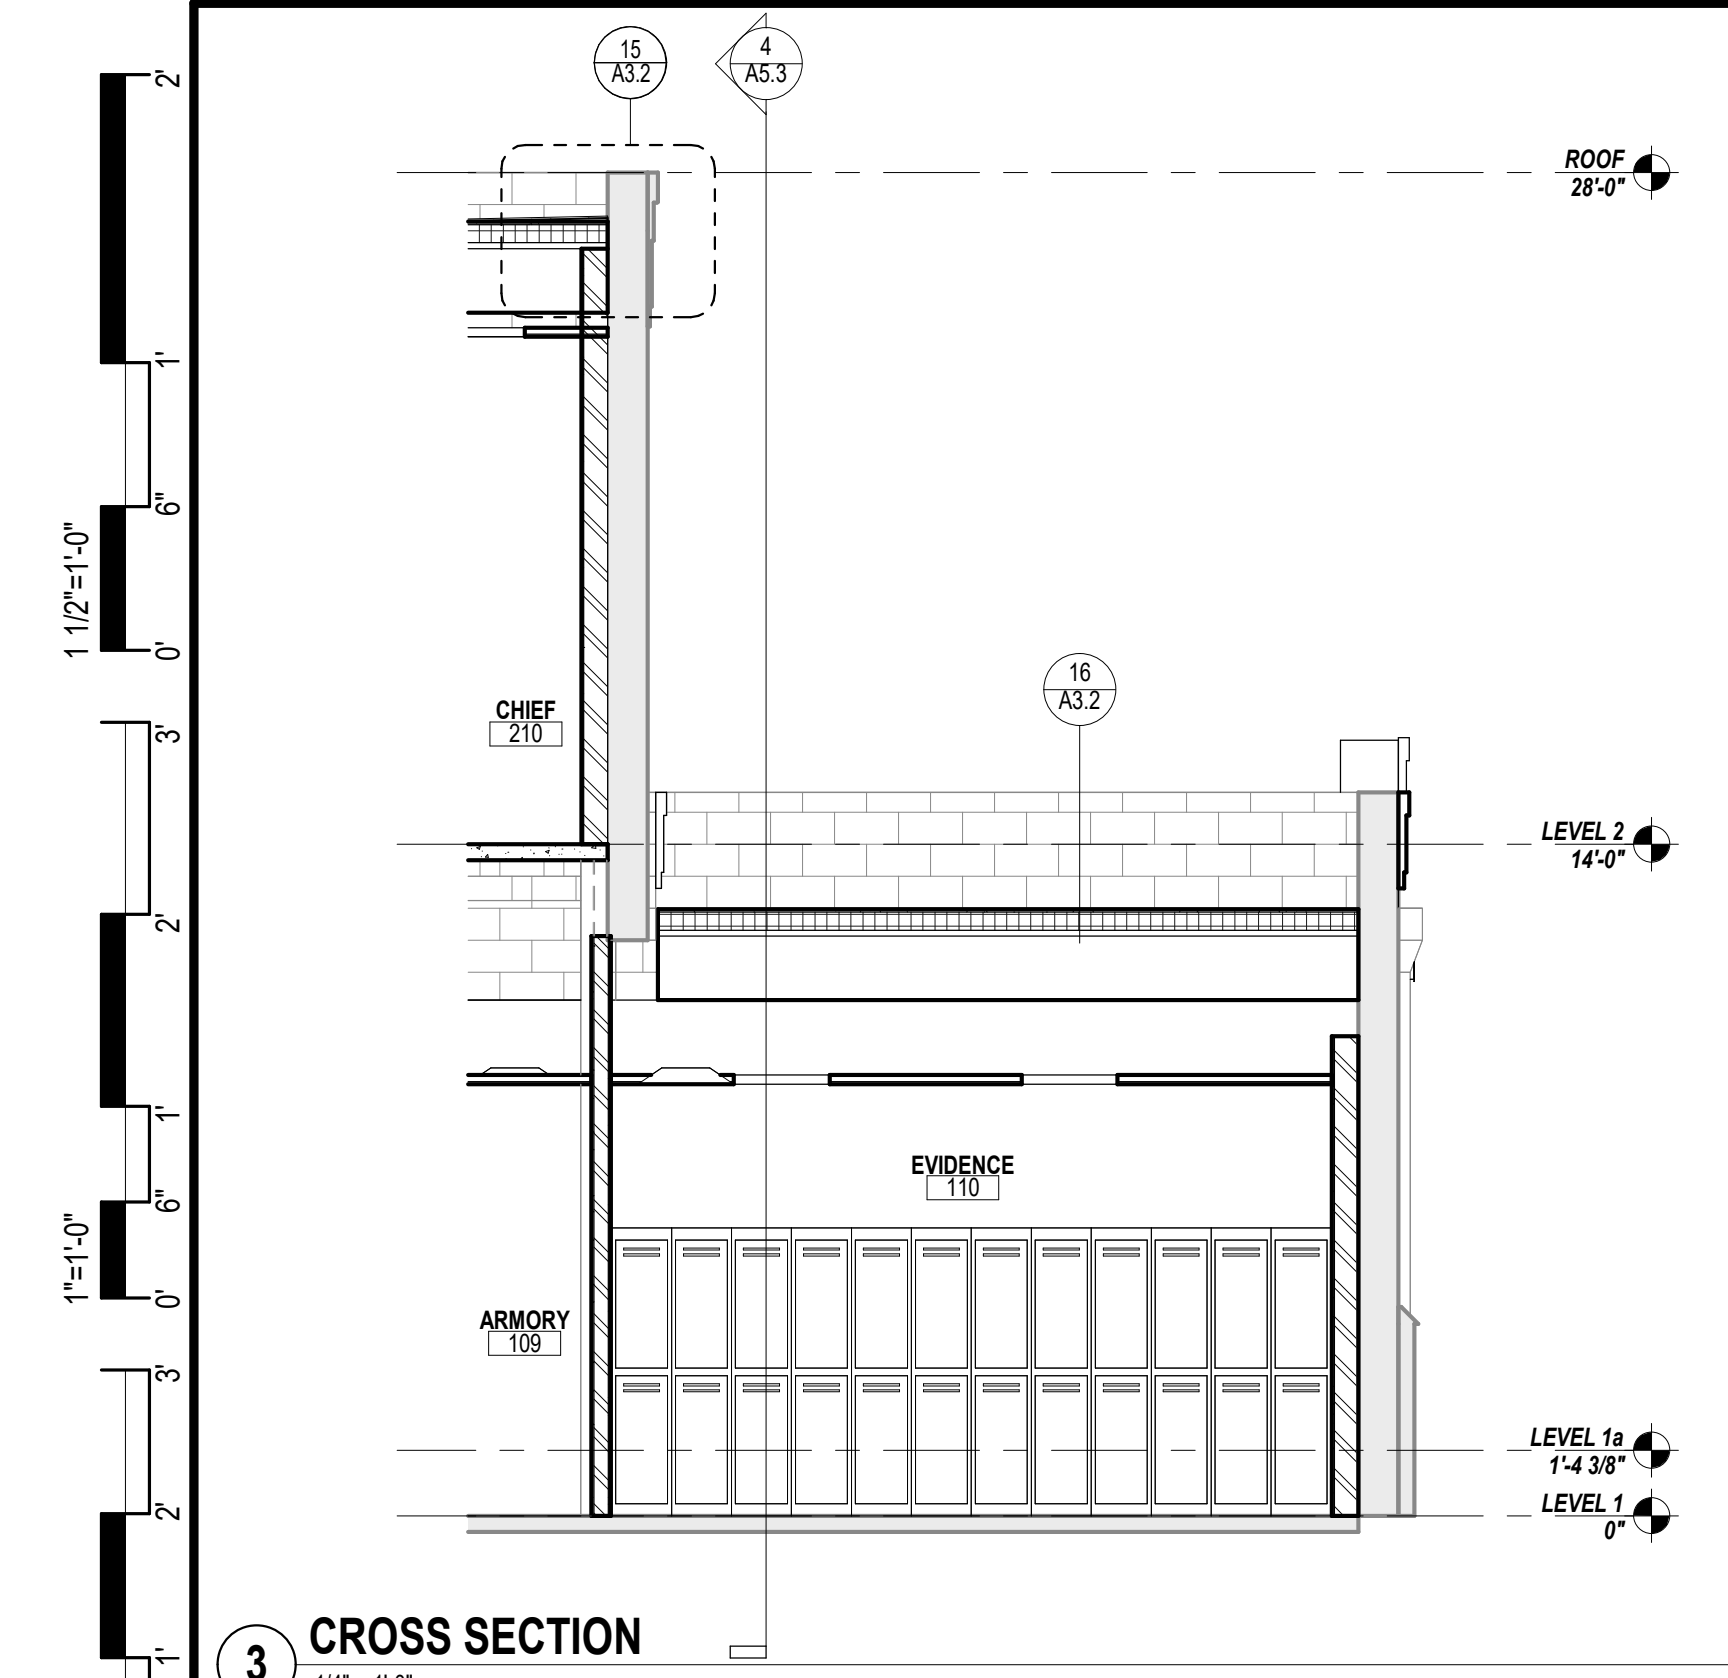 15
A3.2
4
A5.3
ROOF
28'-0"
2'
1'
6"
0'
1 1/2"=1'-0"
CHIEF
210
16
A3.2
LEVEL 2
14'-0"
3'
2'
1'
6"
0'
1"=1'-0"
EVIDENCE
110
ARMORY
109
LEVEL 1a
1'-4 3/8"
LEVEL 1
0"
3'
2'
1'
3
CROSS SECTION